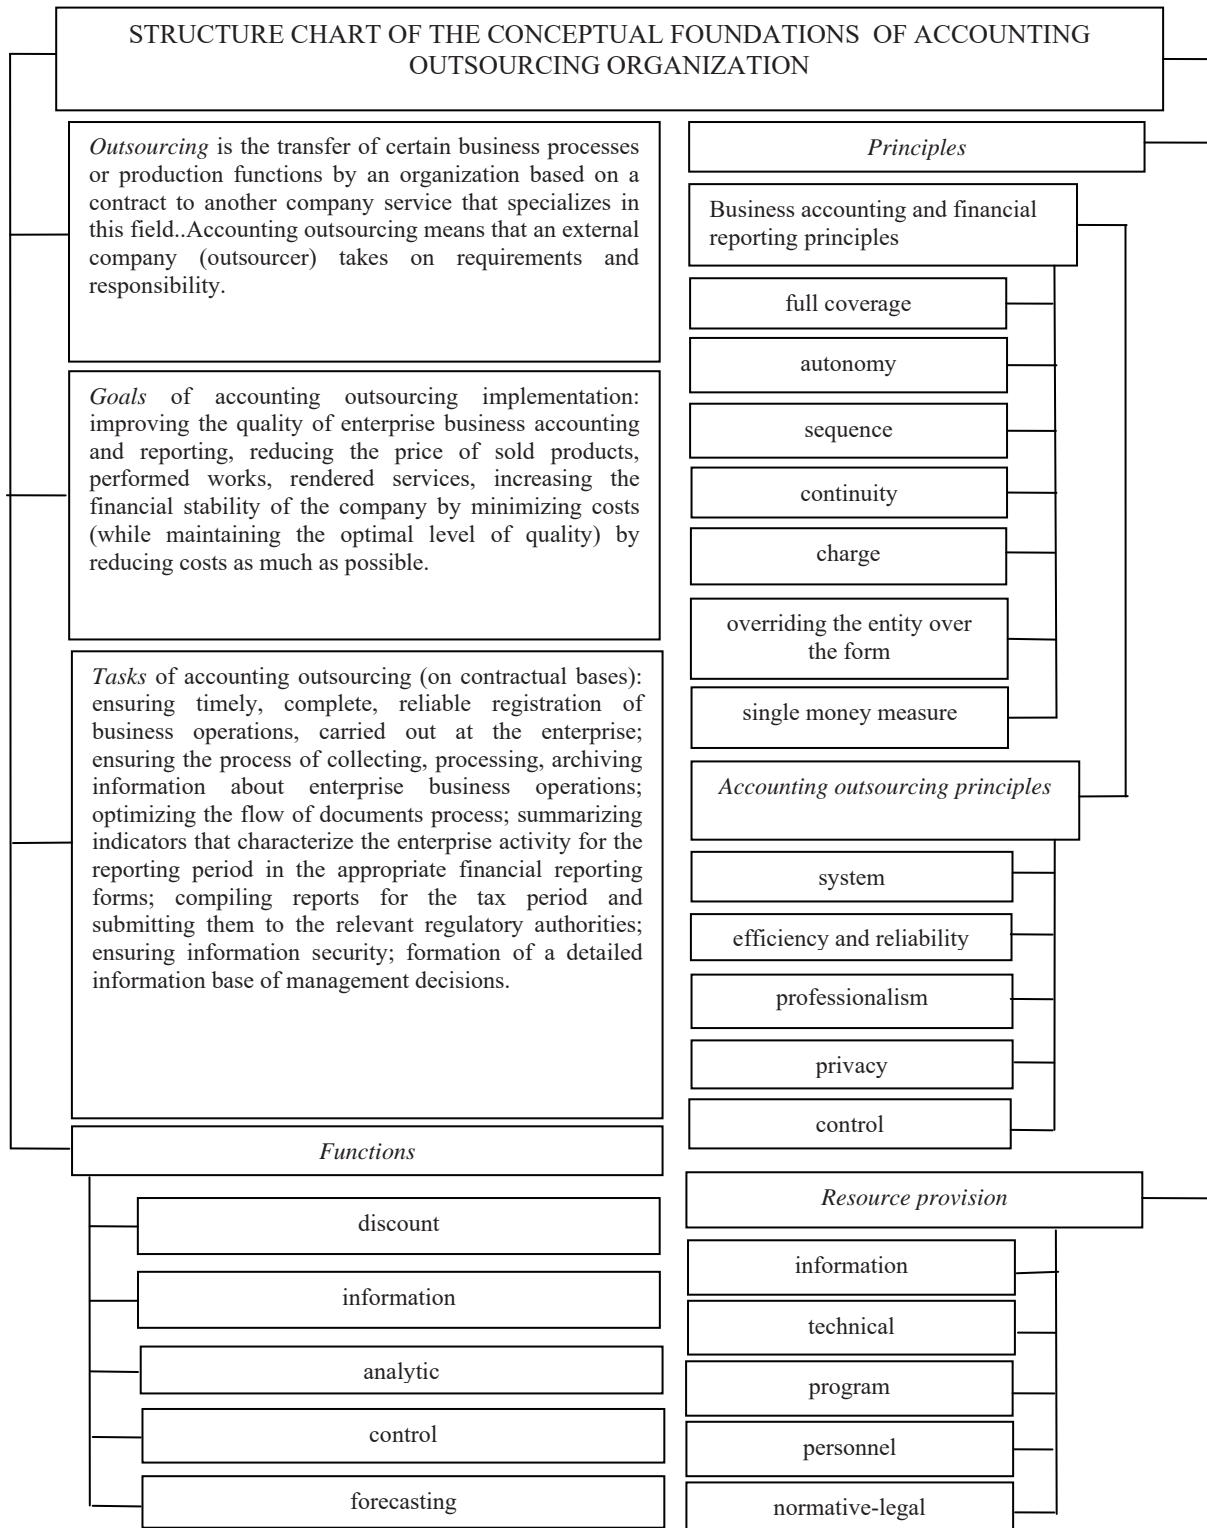 STRUCTURE CHART OF THE CONCEPTUAL FOUNDATIONS OF ACCOUNTING
OUTSOURCING ORGANIZATION
Outsourcing is the transfer of certain business processes
or production functions by an organization based on a
contract to another company service that specializes in
this field..Accounting outsourcing means that an external
company (outsourcer) takes on requirements and
responsibility.
Goals of accounting outsourcing implementation:
improving the quality of enterprise business accounting
and reporting, reducing the price of sold products,
performed works, rendered services, increasing the
financial stability of the company by minimizing costs
(while maintaining the optimal level of quality) by
reducing costs as much as possible.
Tasks of accounting outsourcing (on contractual bases):
ensuring timely, complete, reliable registration of
business operations, carried out at the enterprise;
ensuring the process of collecting, processing, archiving
information about enterprise business operations;
optimizing the flow of documents process; summarizing
indicators that characterize the enterprise activity for the
reporting period in the appropriate financial reporting
forms; compiling reports for the tax period and
submitting them to the relevant regulatory authorities;
ensuring information security; formation of a detailed
information base of management decisions.
Functions
discount
information
analytic
control
forecasting
Principles
Business accounting and financial
reporting principles
full coverage
autonomy
sequence
continuity
charge
overriding the entity over
the form
single money measure
Accounting outsourcing principles
system
efficiency and reliability
professionalism
privacy
control
Resource provision
information
technical
program
personnel
normative-legal